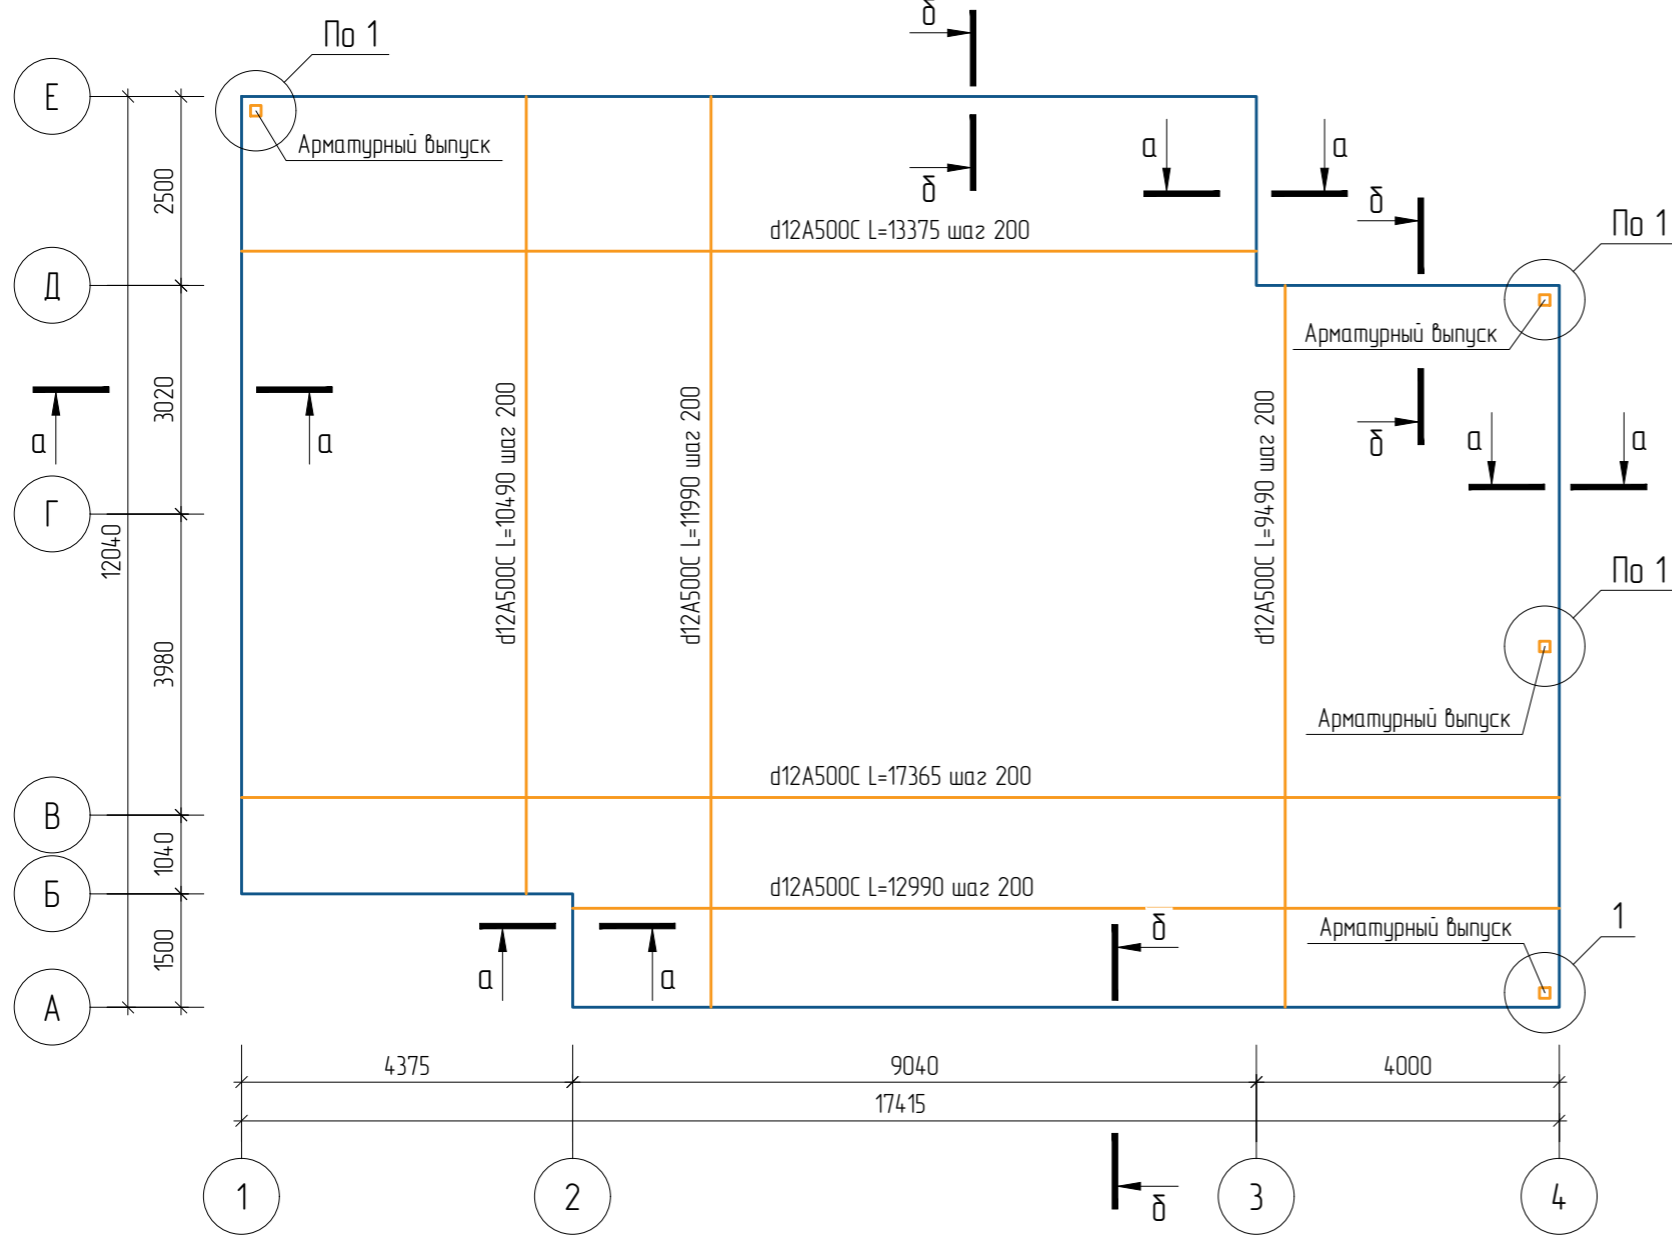 б
По 1
Е
Арматурный выпуск
а
а
2500
б
б
По 1
d12A500C L=13375 шаг 200
Д
Арматурный выпуск
3020
а
а
б
а
а
d12A500C L=10490 шаг 200
d12A500C L=11990 шаг 200
d12A500C L=9490 шаг 200
Г
12040
По 1
3980
Арматурный выпуск
d12A500C L=17365 шаг 200
В
1040
Б
d12A500C L=12990 шаг 200
1
Арматурный выпуск
б
1500
а
а
А
4375
9040
4000
17415
1
2
3
4
б